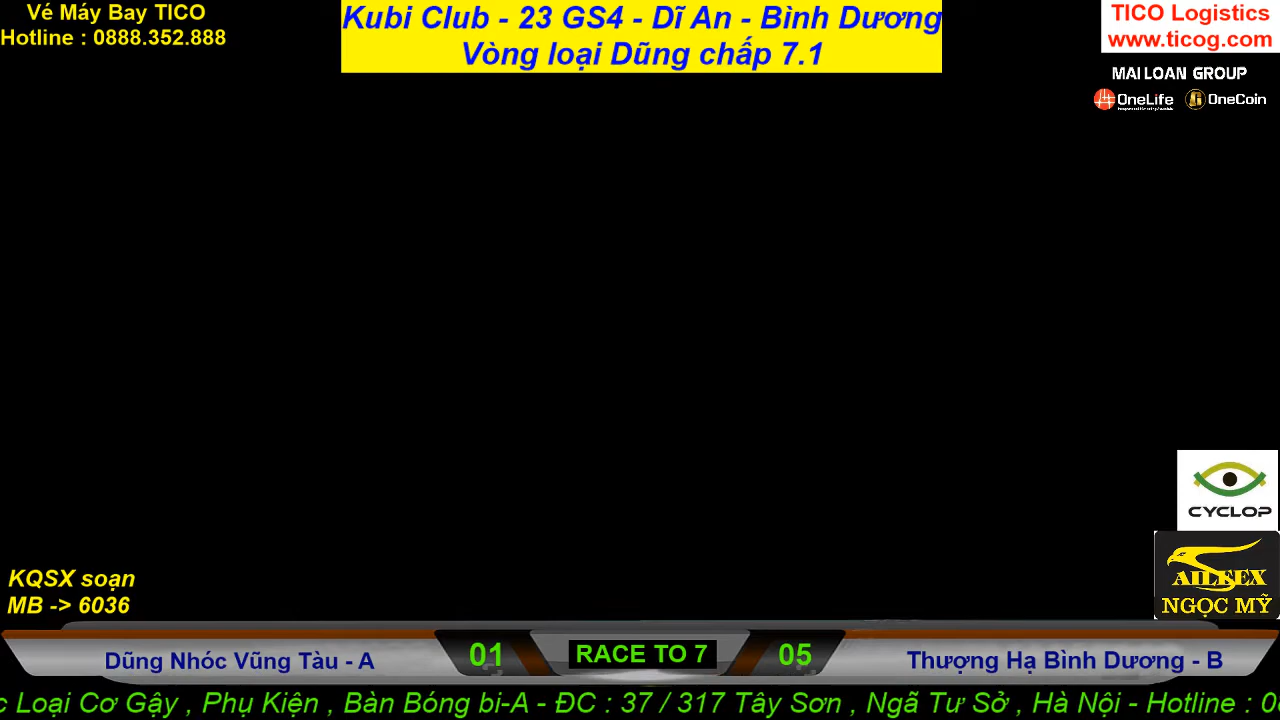 Vé Máy Bay TICO
Hotline : 0888.352.888
Kubi Club - 23 GS4 - Dĩ An - Bình Dương
Vòng loại Dũng chấp 7.1
TICO Logistics
www.ticog.com
MAI LOAN GROUP
OneLife OneCoin
CYCLOP
AILEEX
NGỌC MỸ
KQSX soạn
MB -> 6036
Dũng Nhóc Vũng Tàu - A 01 RACE TO 7 05 Thượng Hạ Bình Dương - B
Loại Cơ Gậy , Phụ Kiện , Bàn Bóng bi-A - ĐC : 37 / 317 Tây Sơn , Ngã Tư Sở , Hà Nội - Hotline :